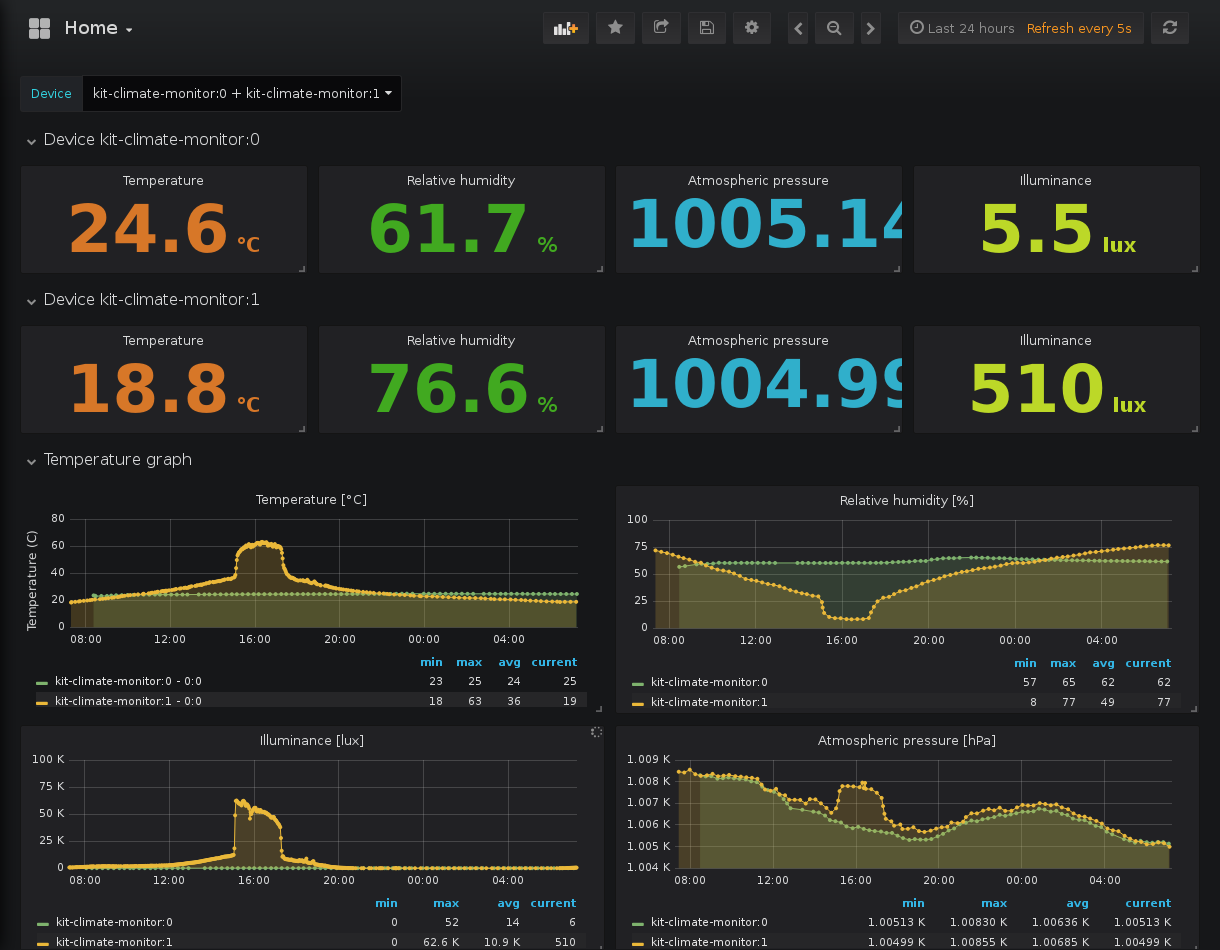 Home
Last 24 hours Refresh every 5s
Device kit-climate-monitor:0 + kit-climate-monitor:1
Device kit-climate-monitor:0
Temperature Relative humidity Atmospheric pressure Illuminance
24.6 °C 61.7 % 1005.14 5.5 lux
Device kit-climate-monitor:1
Temperature Relative humidity Atmospheric pressure Illuminance
18.8 °C 76.6 % 1004.99 510 lux
Temperature graph
Temperature [°C]
Temperature (C)
80
60
40
20
0
08:00 12:00 16:00 20:00 00:00 04:00
min max avg current
kit-climate-monitor:0 - 0:0 23 25 24 25
kit-climate-monitor:1 - 0:0 18 63 36 19
Relative humidity [%]
100
75
50
25
0
08:00 12:00 16:00 20:00 00:00 04:00
min max avg current
kit-climate-monitor:0 57 65 62 62
kit-climate-monitor:1 8 77 49 77
Illuminance [lux]
100 K
75 K
50 K
25 K
0
08:00 12:00 16:00 20:00 00:00 04:00
min max avg current
kit-climate-monitor:0 0 52 14 6
kit-climate-monitor:1 0 62.6 K 10.9 K 510
Atmospheric pressure [hPa]
1.009 K
1.008 K
1.007 K
1.006 K
1.005 K
1.004 K
08:00 12:00 16:00 20:00 00:00 04:00
min max avg current
kit-climate-monitor:0 1.00513 K 1.00830 K 1.00636 K 1.00513 K
kit-climate-monitor:1 1.00499 K 1.00855 K 1.00685 K 1.00499 K